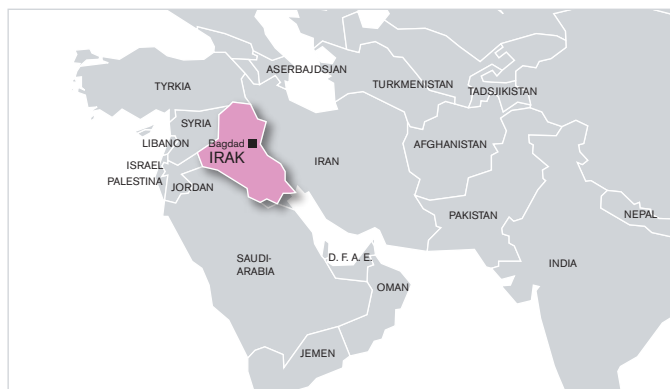 ASERBAJDSJAN
TYRKIA
TURKMENISTAN
TADSJIKISTAN
SYRIA
LIBANON
Bagdad
IRAK
AFGHANISTAN
ISRAEL
IRAN
PALESTINA
JORDAN
PAKISTAN
NEPAL
SAUDI-
ARABIA
D. F. A. E.
INDIA
OMAN
JEMEN